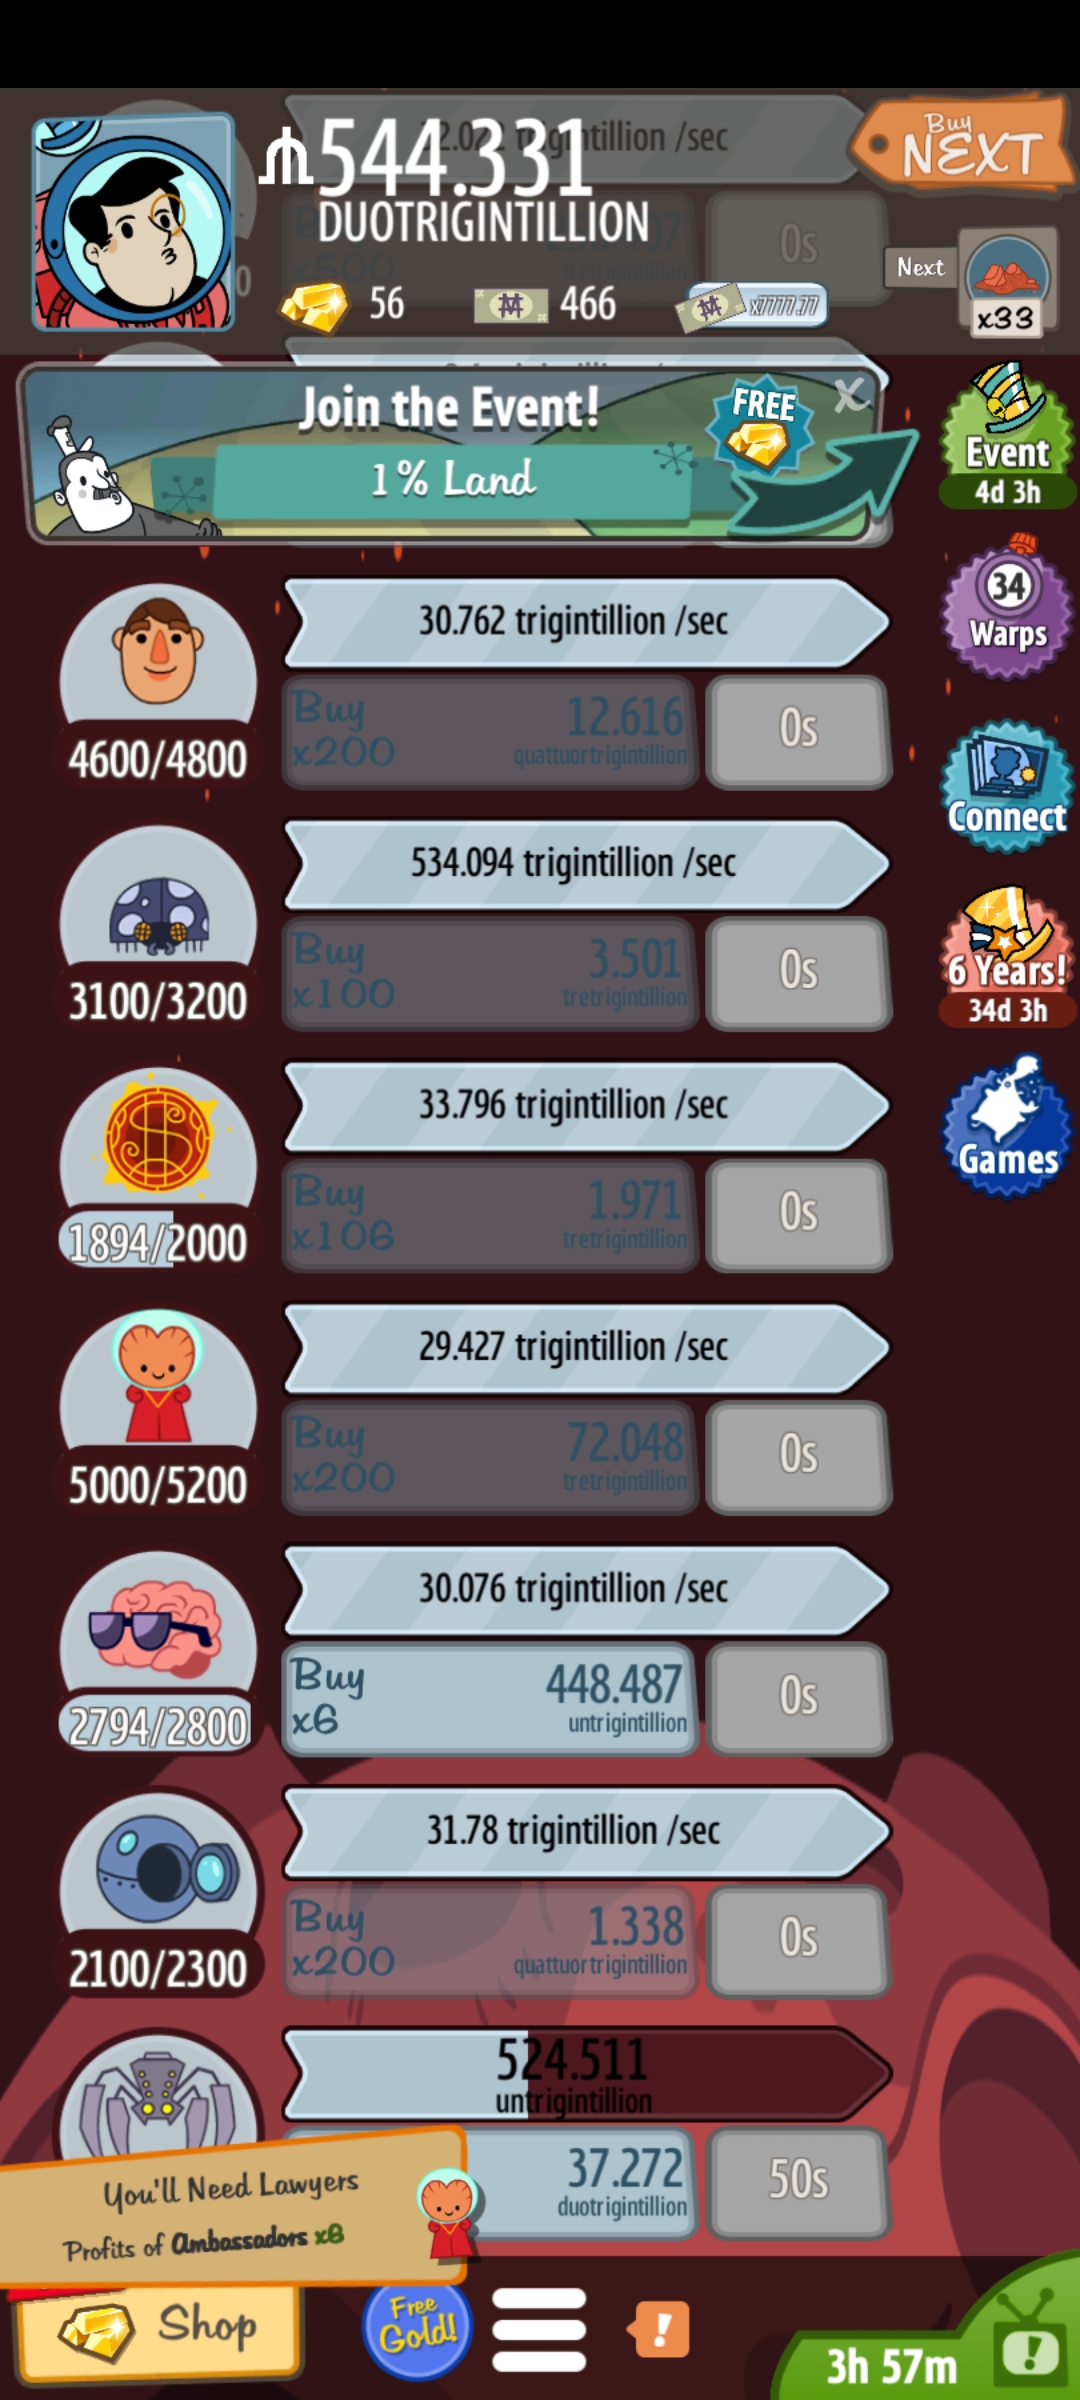 544.331
DUOTRIGINTILLION
56
466
x7777.77
Buy
NEXT
Next
x33
Join the Event!
1% Land
FREE
X
Event
4d 3h
30.762 trigintillion /sec
4600/4800
Buy
x200
12.616
quattuortrigintillion
0s
34
Warps
534.094 trigintillion /sec
3100/3200
Buy
x100
3.501
tretrigintillion
0s
Connect
6 Years!
34d 3h
33.796 trigintillion /sec
1894/2000
Buy
x106
1.971
tretrigintillion
0s
Games
29.427 trigintillion /sec
5000/5200
Buy
x200
72.048
tretrigintillion
0s
30.076 trigintillion /sec
2794/2800
Buy
x6
448.487
untrigintillion
0s
31.78 trigintillion /sec
2100/2300
Buy
x200
1.338
quattuortrigintillion
0s
524.511
untrigintillion
37.272
duotrigintillion
50s
You'll Need Lawyers
Profits of Ambassadors x8
Shop
Free
Gold!
!
3h 57m
!